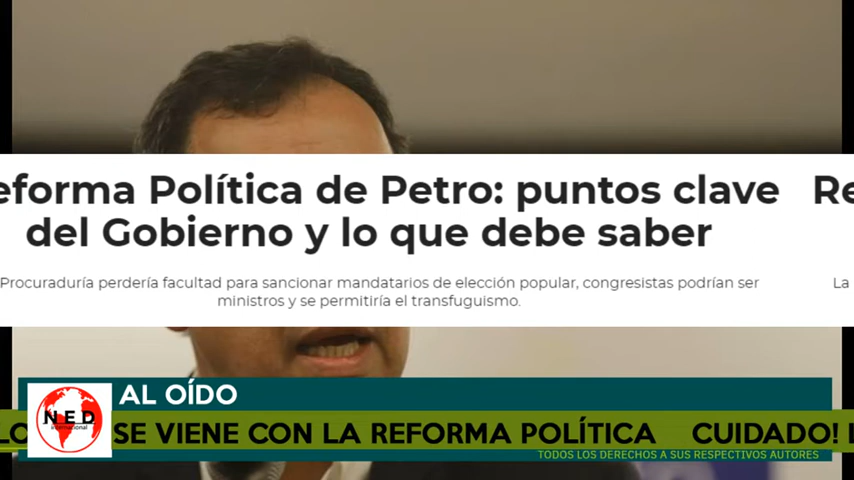 eforma Política de Petro: puntos clave
del Gobierno y lo que debe saber
Procuraduría perdería facultad para sancionar mandatarios de elección popular, congresistas podrían ser
ministros y se permitiría el transfuguismo.
Re
La
AL OÍDO
NED
international
LO SE VIENE CON LA REFORMA POLÍTICA CUIDADO!
TODOS LOS DERECHOS A SUS RESPECTIVOS AUTORES